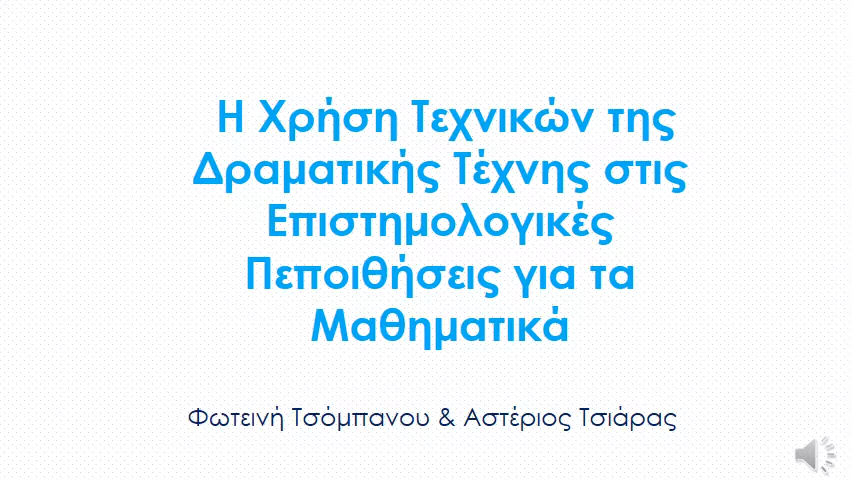 Η Χρήση Τεχνικών της
Δραματικής Τέχνης στις
Επιστημολογικές
Πεποιθήσεις για τα
Μαθηματικά
Φωτεινή Τσόμπανου & Αστέριος Τσιάρας